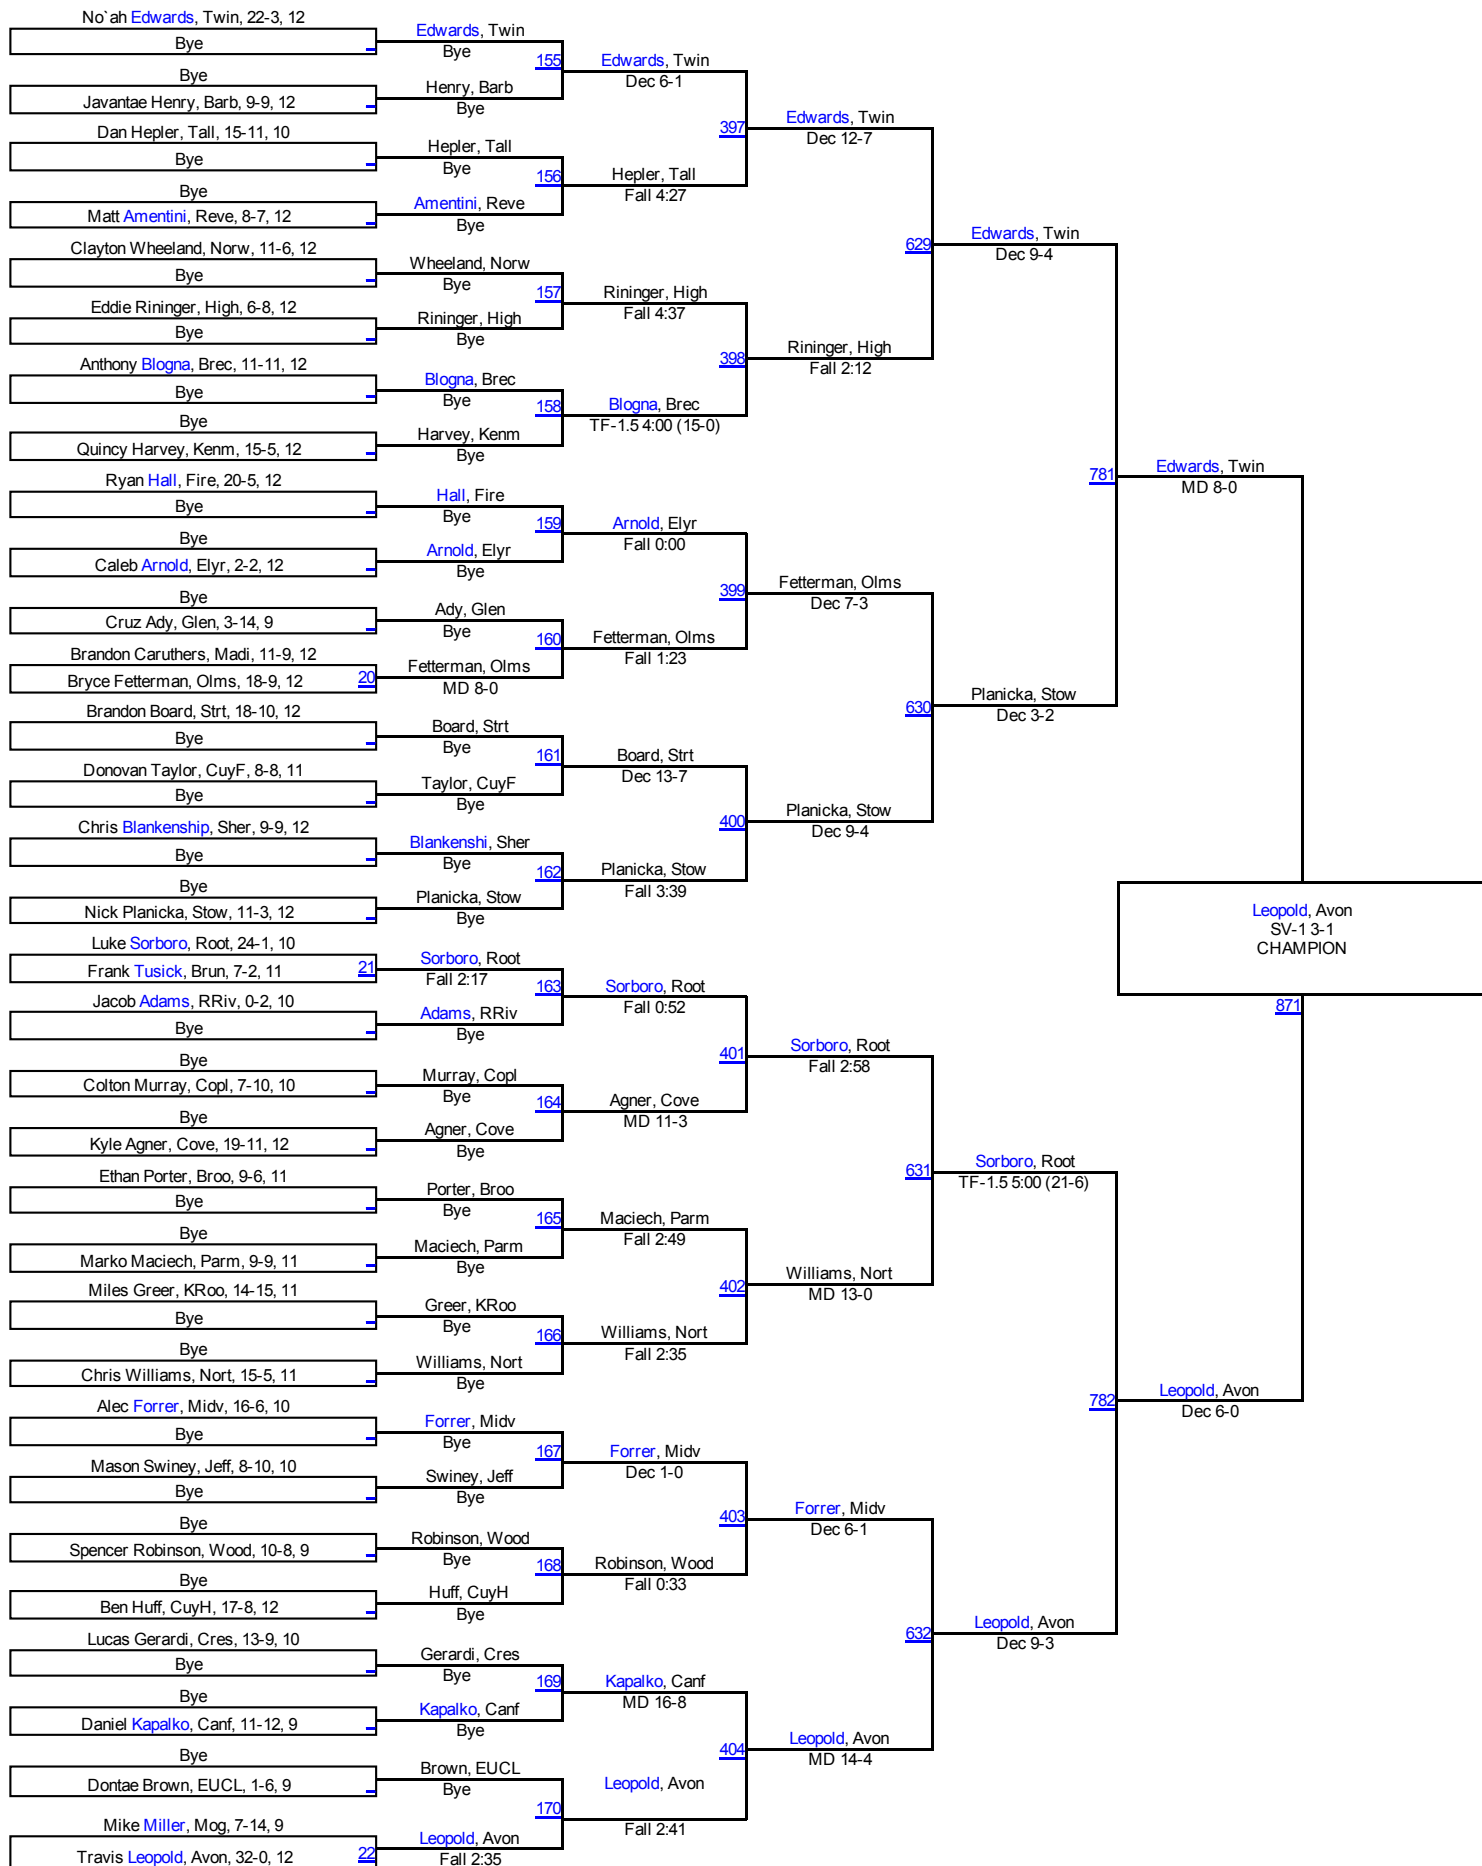 No`ah Edwards, Twin, 22-3, 12
Bye
Bye
Javantae Henry, Barb, 9-9, 12
Dan Hepler, Tall, 15-11, 10
Bye
Bye
Matt Amentini, Reve, 8-7, 12
Clayton Wheeland, Norw, 11-6, 12
Bye
Eddie Rininger, High, 6-8, 12
Bye
Anthony Blogna, Brec, 11-11, 12
Bye
Bye
Quincy Harvey, Kenm, 15-5, 12
Ryan Hall, Fire, 20-5, 12
Bye
Bye
Caleb Arnold, Elyr, 2-2, 12
Bye
Cruz Ady, Glen, 3-14, 9
Brandon Caruthers, Madi, 11-9, 12
Bryce Fetterman, Olms, 18-9, 12
20
Brandon Board, Strt, 18-10, 12
Bye
Donovan Taylor, CuyF, 8-8, 11
Bye
Chris Blankenship, Sher, 9-9, 12
Bye
Bye
Nick Planicka, Stow, 11-3, 12
Luke Sorboro, Root, 24-1, 10
Frank Tusick, Brun, 7-2, 11
21
Jacob Adams, RRiv, 0-2, 10
Bye
Bye
Colton Murray, Copl, 7-10, 10
Bye
Kyle Agner, Cove, 19-11, 12
Ethan Porter, Broo, 9-6, 11
Bye
Bye
Marko Maciech, Parm, 9-9, 11
Miles Greer, KRoo, 14-15, 11
Bye
Bye
Chris Williams, Nort, 15-5, 11
Alec Forrer, Midv, 16-6, 10
Bye
Mason Swiney, Jeff, 8-10, 10
Bye
Bye
Spencer Robinson, Wood, 10-8, 9
Bye
Ben Huff, CuyH, 17-8, 12
Lucas Gerardi, Cres, 13-9, 10
Bye
Bye
Daniel Kapalko, Canf, 11-12, 9
Bye
Dontae Brown, EUCL, 1-6, 9
Mike Miller, Mog, 7-14, 9
Travis Leopold, Avon, 32-0, 12
22
Edwards, Twin
Bye
155
Henry, Barb
Bye
Hepler, Tall
Bye
156
Amentini, Reve
Bye
Wheeland, Norw
Bye
157
Rininger, High
Bye
Blogna, Brec
Bye
158
Harvey, Kenm
Bye
Hall, Fire
Bye
159
Arnold, Elyr
Bye
Ady, Glen
Bye
160
Fetterman, Olms
MD 8-0
Board, Strt
Bye
161
Taylor, CuyF
Bye
Blankenshi, Sher
Bye
162
Planicka, Stow
Bye
Sorboro, Root
Fall 2:17
163
Adams, RRiv
Bye
Murray, Copl
Bye
164
Agner, Cove
Bye
Porter, Broo
Bye
165
Maciech, Parm
Bye
Greer, KRoo
Bye
166
Williams, Nort
Bye
Forrer, Midv
Bye
167
Swiney, Jeff
Bye
Robinson, Wood
Bye
168
Huff, CuyH
Bye
Gerardi, Cres
Bye
169
Kapalko, Canf
Bye
Brown, EUCL
Bye
170
Leopold, Avon
Fall 2:35
Edwards, Twin
Dec 6-1
397
Hepler, Tall
Fall 4:27
Rininger, High
Fall 4:37
398
Blogna, Brec
TF-1.5 4:00 (15-0)
Arnold, Elyr
Fall 0:00
399
Fetterman, Olms
Fall 1:23
Board, Strt
Dec 13-7
400
Planicka, Stow
Fall 3:39
Sorboro, Root
Fall 0:52
401
Agner, Cove
MD 11-3
Maciech, Parm
Fall 2:49
402
Williams, Nort
Fall 2:35
Forrer, Midv
Dec 1-0
403
Robinson, Wood
Fall 0:33
Kapalko, Canf
MD 16-8
404
Leopold, Avon
Fall 2:41
Edwards, Twin
Dec 12-7
629
Rininger, High
Fall 2:12
Fetterman, Olms
Dec 7-3
630
Planicka, Stow
Dec 9-4
Sorboro, Root
Fall 2:58
631
Williams, Nort
MD 13-0
Forrer, Midv
Dec 6-1
632
Leopold, Avon
MD 14-4
Edwards, Twin
Dec 9-4
781
Planicka, Stow
Dec 3-2
Sorboro, Root
TF-1.5 5:00 (21-6)
782
Leopold, Avon
Dec 9-3
Edwards, Twin
MD 8-0
Leopold, Avon
Dec 6-0
Leopold, Avon
SV-1 3-1
CHAMPION
871